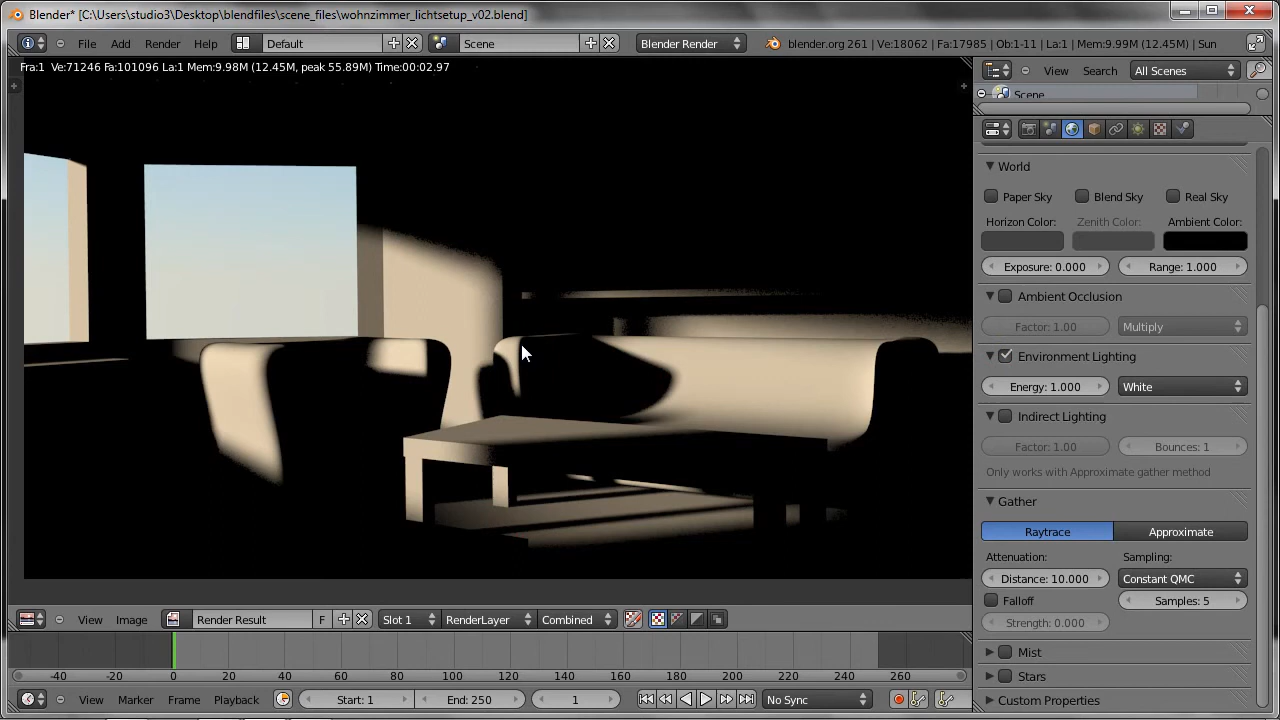 Blender* [C:\Users\studio3\Desktop\blendfiles\scene_files\wohnzimmer_lichtsetup_v02.blend]
File Add Render Help Default Scene Blender Render blender.org 261 | Ve:18062 | Fa:17985 | Ob:1-11 | La:1 | Mem:9.99M (12.45M) | Sun
Fra:1 Ve:71246 Fa:101096 La:1 Mem:9.98M (12.45M, peak 55.89M) Time:00:02.97
View Search All Scenes
Scene
World
Paper Sky Blend Sky Real Sky
Horizon Color: Zenith Color: Ambient Color:
Exposure: 0.000 Range: 1.000
Ambient Occlusion
Factor: 1.00 Multiply
Environment Lighting
Energy: 1.000 White
Indirect Lighting
Factor: 1.00 Bounces: 1
Only works with Approximate gather method
Gather
Raytrace Approximate
Attenuation: Sampling:
Distance: 10.000 Constant QMC
Falloff Samples: 5
Strength: 0.000
Mist
Stars
Custom Properties
View Image Render Result F Slot 1 RenderLayer Combined
-40 -20 0 20 40 60 80 100 120 140 160 180 200 220 240 260
View Marker Frame Playback Start: 1 End: 250 1 No Sync